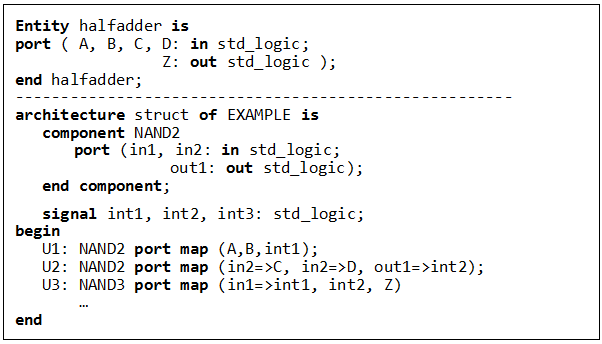 Entity halfadder is
port ( A, B, C, D: in std_logic;
Z: out std_logic );
end halfadder;
-------------------------------------------------------
architecture struct of EXAMPLE is
component NAND2
port (in1, in2: in std_logic;
out1: out std_logic);
end component;
signal int1, int2, int3: std_logic;
begin
U1: NAND2 port map (A,B,int1);
U2: NAND2 port map (in2=>C, in2=>D, out1=>int2);
U3: NAND3 port map (in1=>int1, int2, Z)
…
end